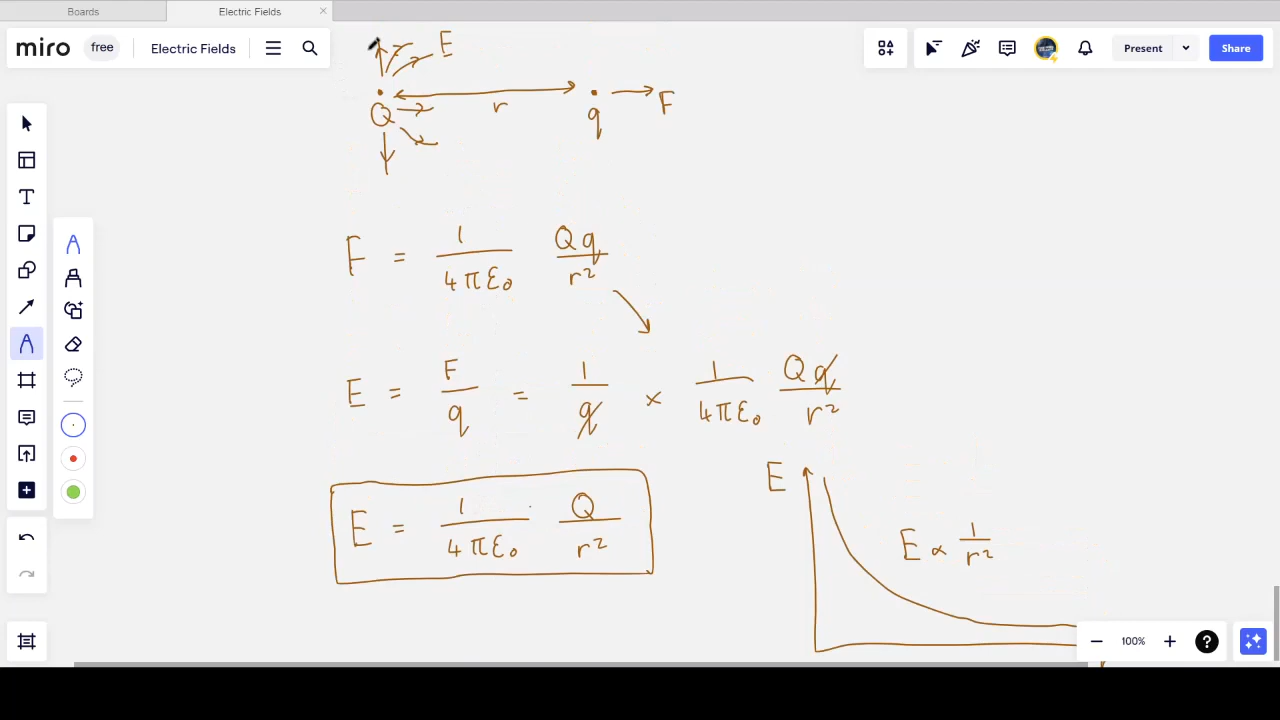 Boards
Electric Fields
miro free Electric Fields
Present
Share
E
Q r q F
F = 1/4πε₀ Qq/r²
E = F/q = 1/q × 1/4πε₀ Qq/r²
E = 1/4πε₀ Q/r²
E
E ∝ 1/r²
100%
?